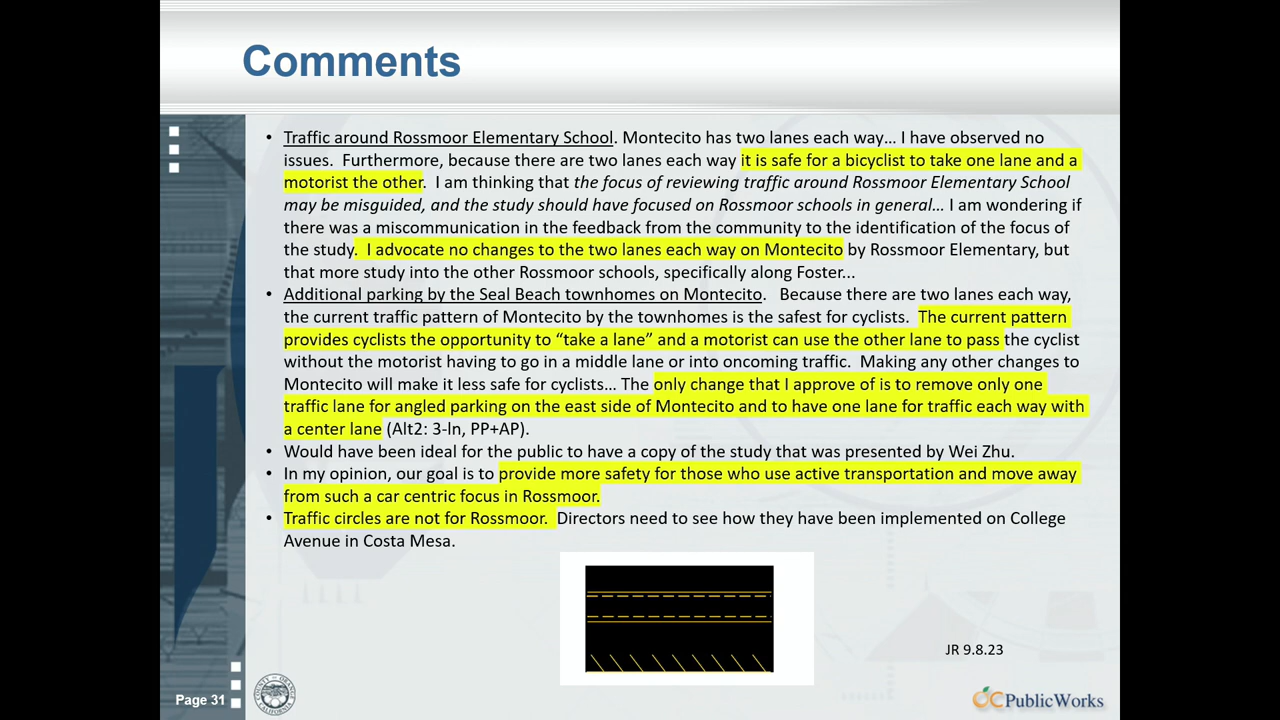 Comments
• Traffic around Rossmoor Elementary School. Montecito has two lanes each way… I have observed no
issues.  Furthermore, because there are two lanes each way it is safe for a bicyclist to take one lane and a
motorist the other.  I am thinking that the focus of reviewing traffic around Rossmoor Elementary School
may be misguided, and the study should have focused on Rossmoor schools in general… I am wondering if
there was a miscommunication in the feedback from the community to the identification of the focus of
the study.  I advocate no changes to the two lanes each way on Montecito by Rossmoor Elementary, but
that more study into the other Rossmoor schools, specifically along Foster...
• Additional parking by the Seal Beach townhomes on Montecito.   Because there are two lanes each way,
the current traffic pattern of Montecito by the townhomes is the safest for cyclists.  The current pattern
provides cyclists the opportunity to “take a lane” and a motorist can use the other lane to pass the cyclist
without the motorist having to go in a middle lane or into oncoming traffic.  Making any other changes to
Montecito will make it less safe for cyclists… The only change that I approve of is to remove only one
traffic lane for angled parking on the east side of Montecito and to have one lane for traffic each way with
a center lane (Alt2: 3-ln, PP+AP).
• Would have been ideal for the public to have a copy of the study that was presented by Wei Zhu.
• In my opinion, our goal is to provide more safety for those who use active transportation and move away
from such a car centric focus in Rossmoor.
• Traffic circles are not for Rossmoor.  Directors need to see how they have been implemented on College
Avenue in Costa Mesa.
JR 9.8.23
Page 31
OCPublicWorks